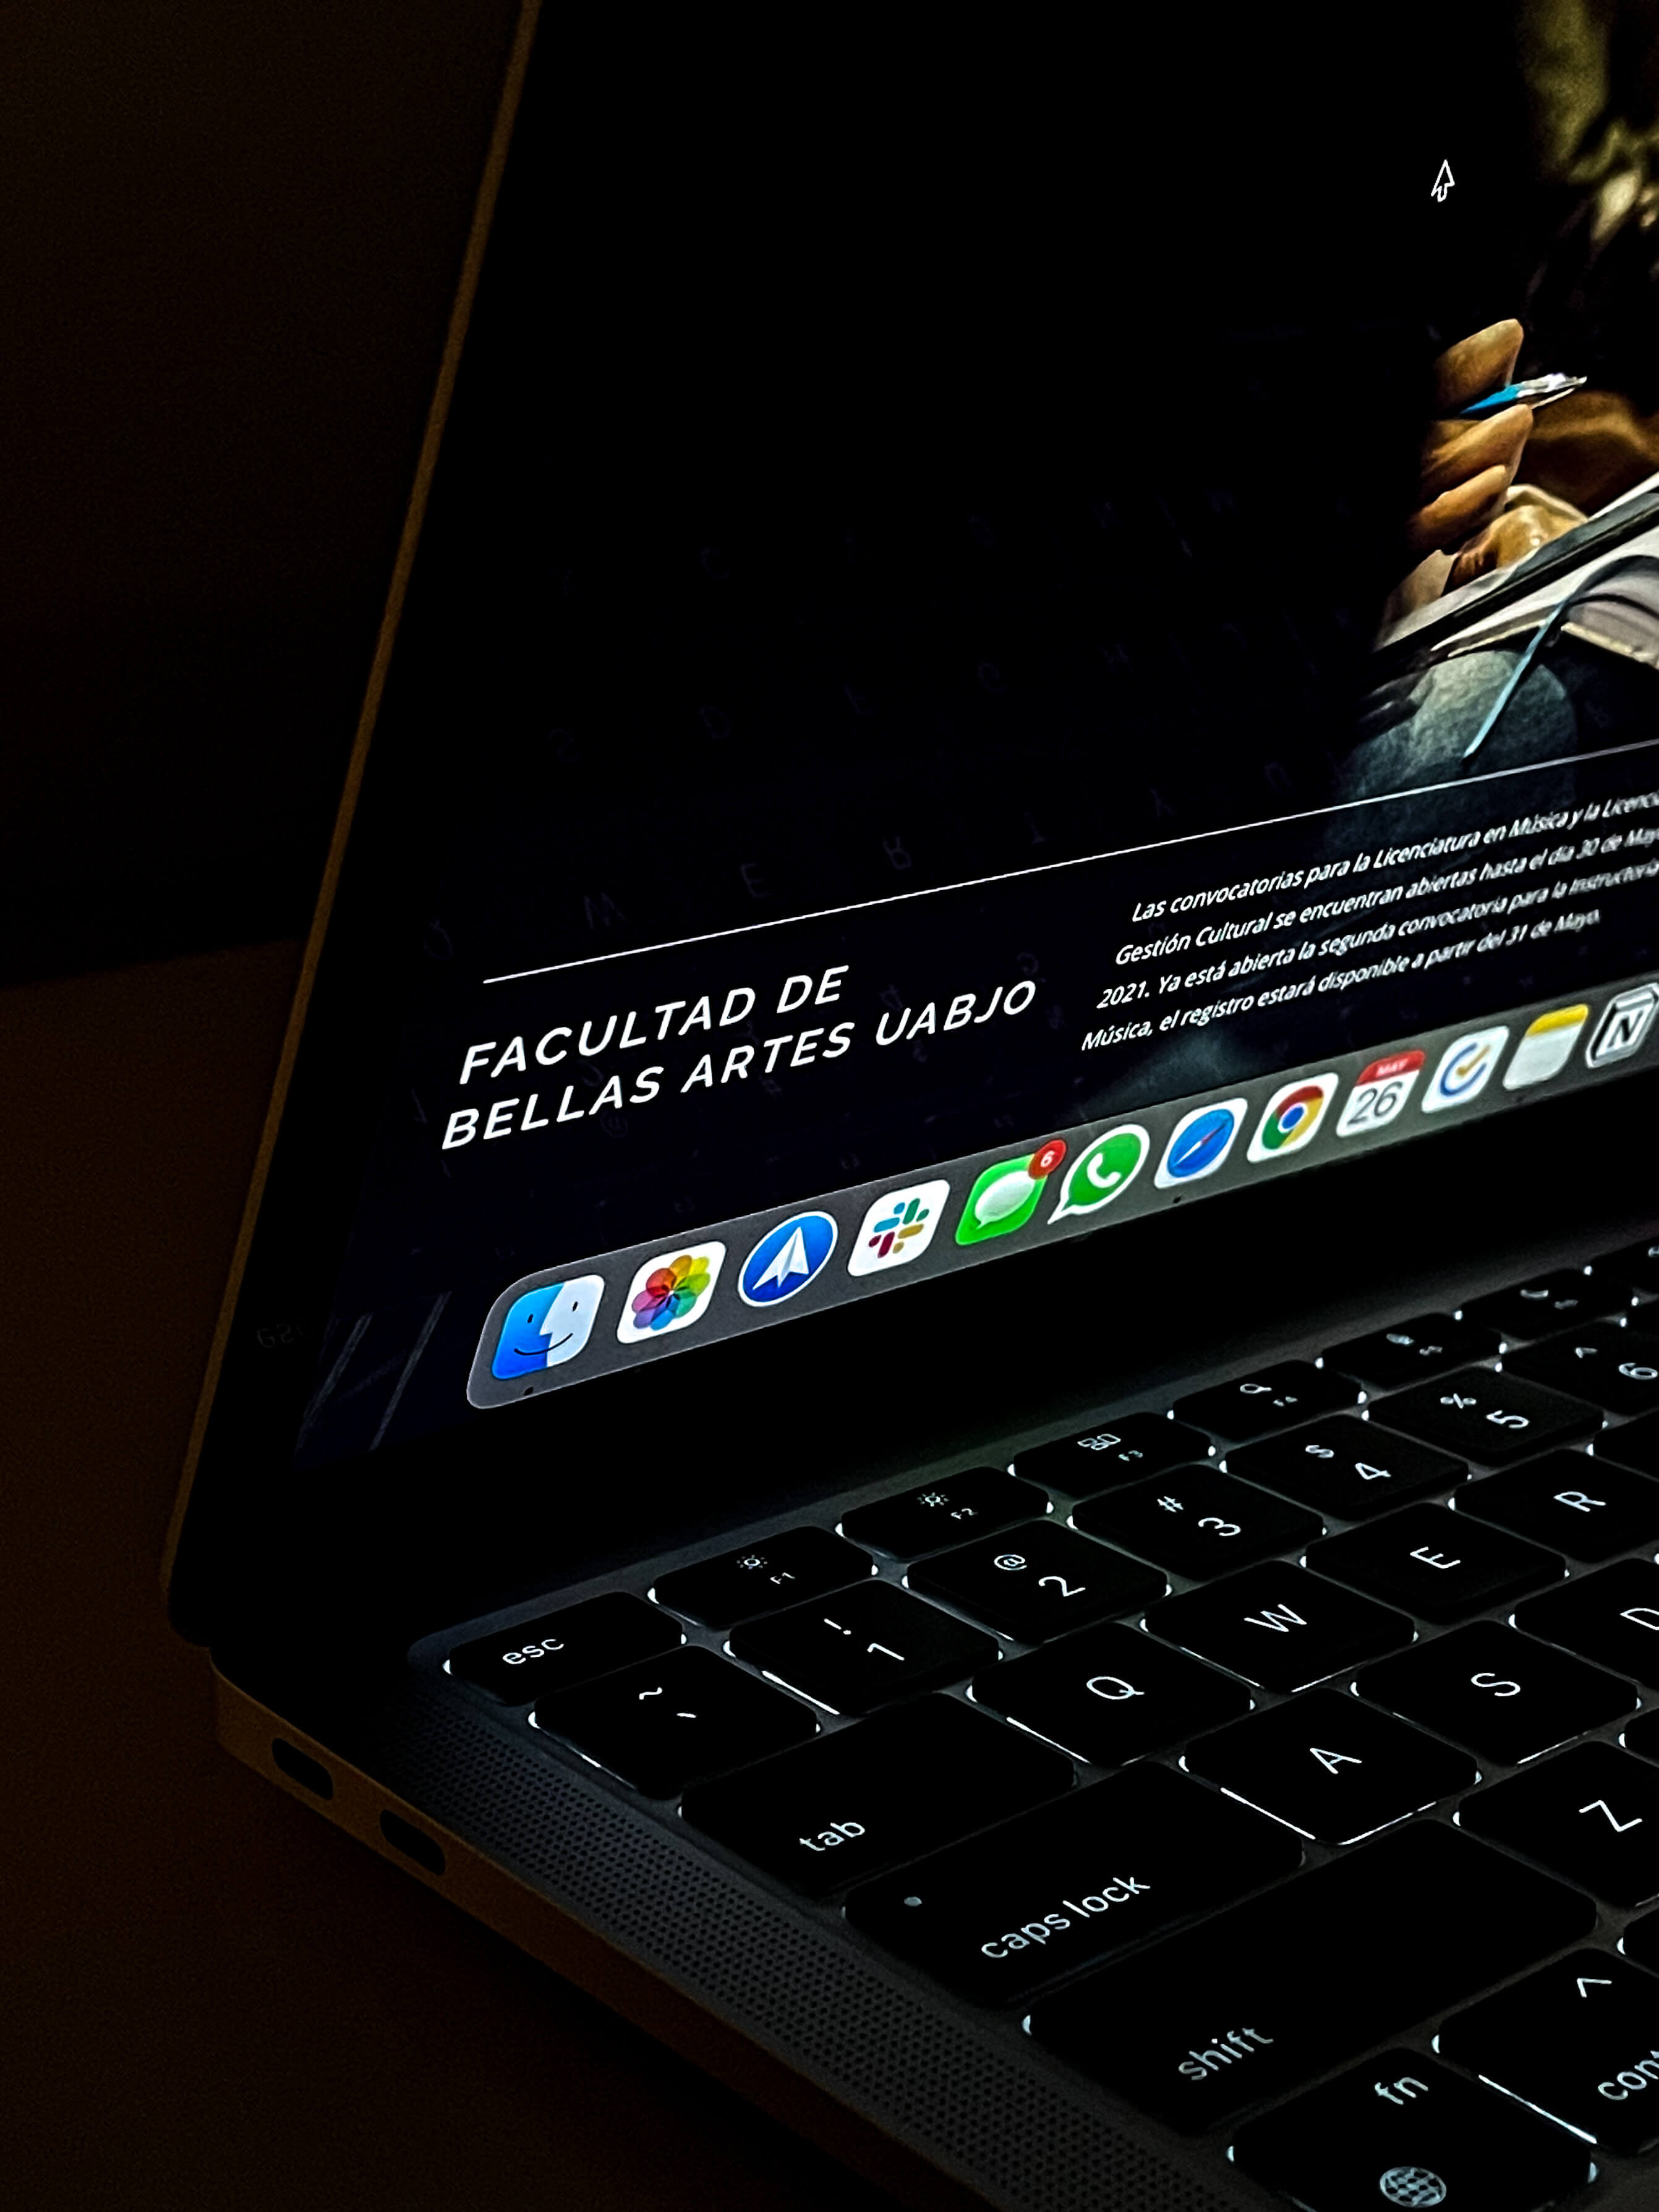 FACULTAD DE
BELLAS ARTES UABJO
Las convocatorias para la Licenciatura en Música y la
Gestión Cultural se encuentran abiertas hasta el día 30 de
2021. Ya está abierta la segunda convocatoria para la
Música, el registro estará disponible a partir del 31 de Mayo.
6
MAY
26
N
F1
F2
F3
F4
esc
~
`
!
1
@
2
#
3
$
4
%
5
^
6
tab
Q
W
E
R
caps lock
A
S
D
shift
Z
fn
^